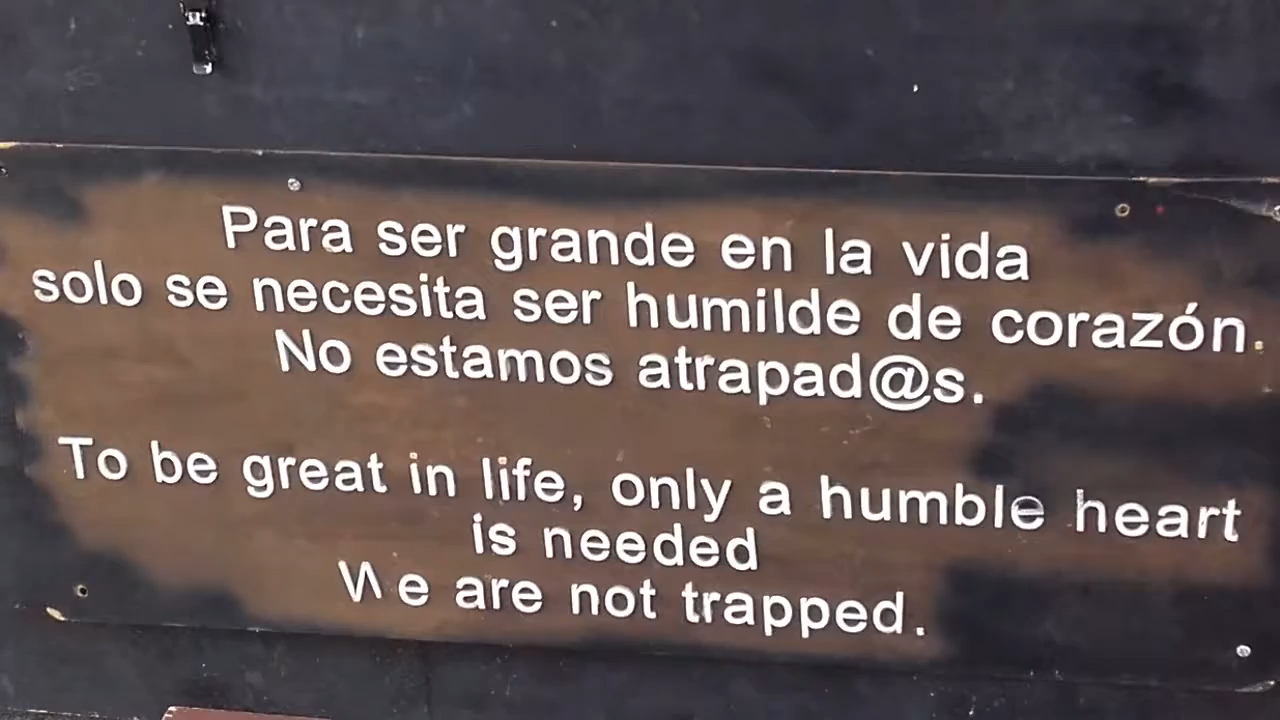 Para ser grande en la vida
solo se necesita ser humilde de corazón.
No estamos atrapad@s.
To be great in life, only a humble heart
is needed
We are not trapped.